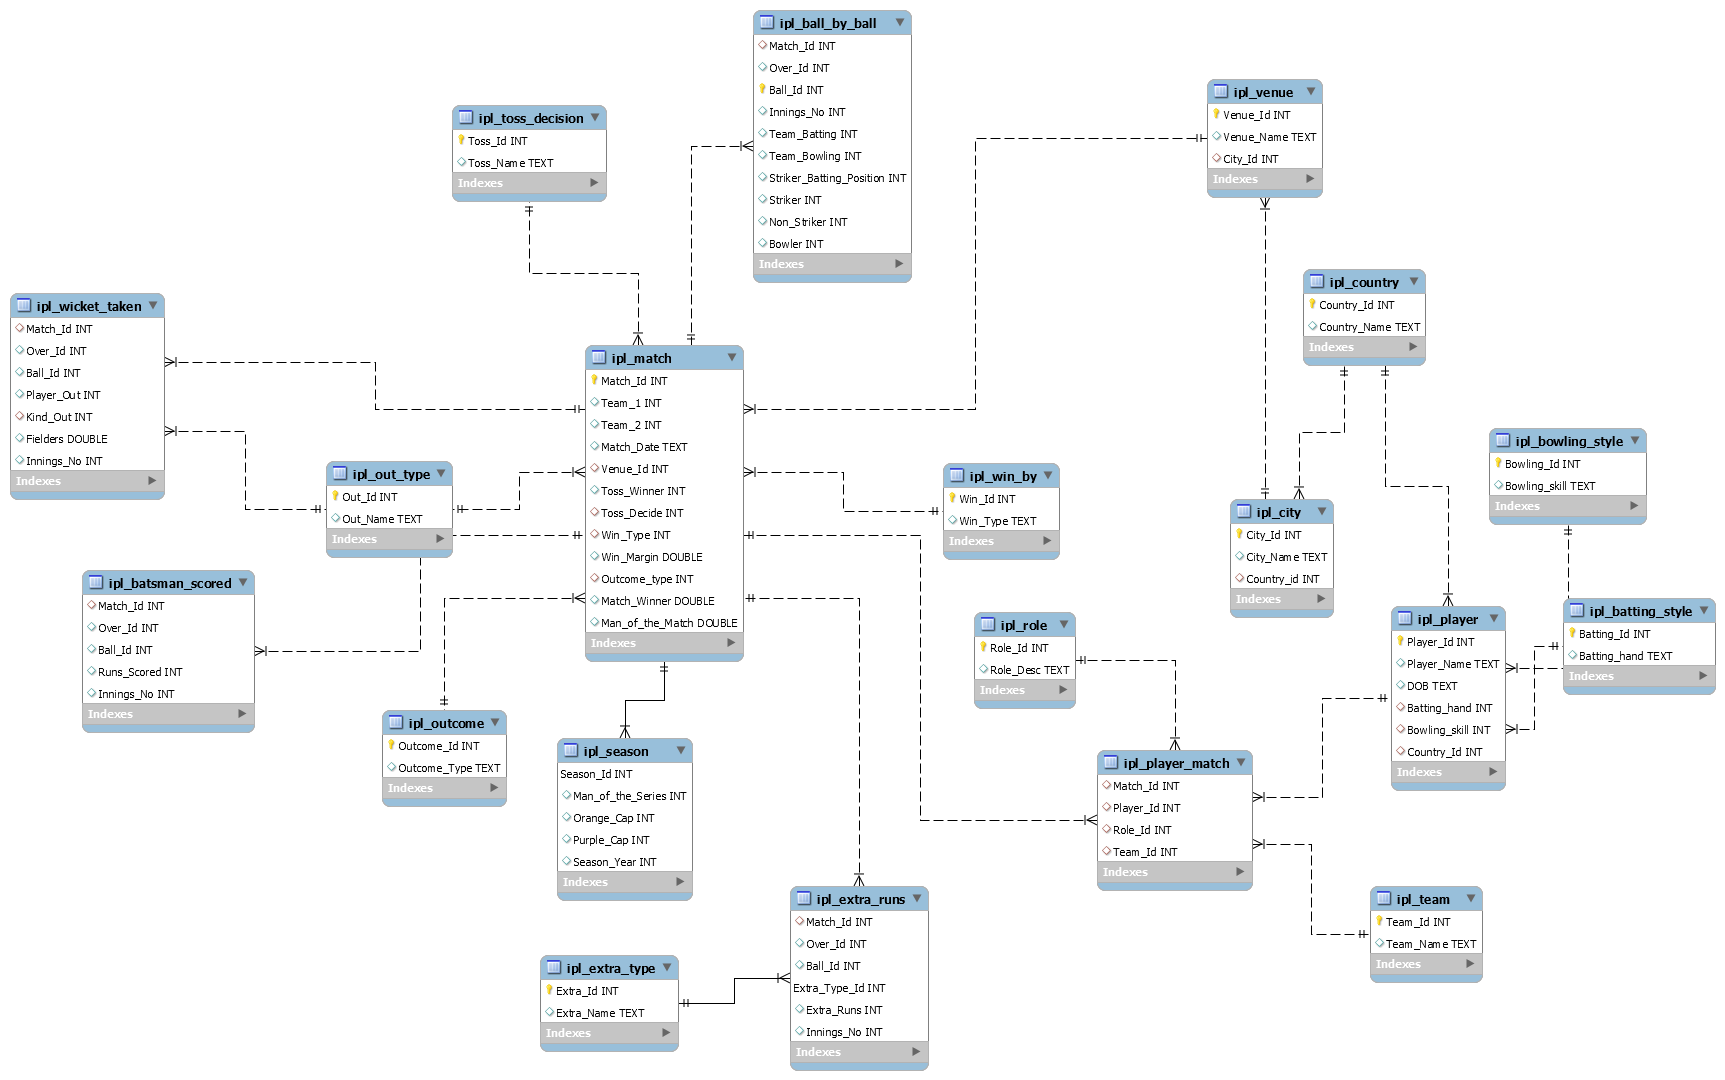 ipl_ball_by_ball
Match_Id INT
Over_Id INT
Ball_Id INT
Innings_No INT
Team_Batting INT
Team_Bowling INT
Striker_Batting_Position INT
Striker INT
Non_Striker INT
Bowler INT
Indexes
ipl_venue
Venue_Id INT
Venue_Name TEXT
City_Id INT
Indexes
ipl_toss_decision
Toss_Id INT
Toss_Name TEXT
Indexes
ipl_country
Country_Id INT
Country_Name TEXT
Indexes
ipl_wicket_taken
Match_Id INT
Over_Id INT
Ball_Id INT
Player_Out INT
Kind_Out INT
Fielders DOUBLE
Innings_No INT
Indexes
ipl_match
Match_Id INT
Team_1 INT
Team_2 INT
Match_Date TEXT
Venue_Id INT
Toss_Winner INT
Toss_Decide INT
Win_Type INT
Win_Margin DOUBLE
Outcome_type INT
Match_Winner DOUBLE
Man_of_the_Match DOUBLE
Indexes
ipl_out_type
Out_Id INT
Out_Name TEXT
Indexes
ipl_win_by
Win_Id INT
Win_Type TEXT
Indexes
ipl_bowling_style
Bowling_Id INT
Bowling_skill TEXT
Indexes
ipl_city
City_Id INT
City_Name TEXT
Country_id INT
Indexes
ipl_batsman_scored
Match_Id INT
Over_Id INT
Ball_Id INT
Runs_Scored INT
Innings_No INT
Indexes
ipl_role
Role_Id INT
Role_Desc TEXT
Indexes
ipl_player
Player_Id INT
Player_Name TEXT
DOB TEXT
Batting_hand INT
Bowling_skill INT
Country_Id INT
Indexes
ipl_batting_style
Batting_Id INT
Batting_hand TEXT
Indexes
ipl_outcome
Outcome_Id INT
Outcome_Type TEXT
Indexes
ipl_season
Season_Id INT
Man_of_the_Series INT
Orange_Cap INT
Purple_Cap INT
Season_Year INT
Indexes
ipl_player_match
Match_Id INT
Player_Id INT
Role_Id INT
Team_Id INT
Indexes
ipl_extra_runs
Match_Id INT
Over_Id INT
Ball_Id INT
Extra_Type_Id INT
Extra_Runs INT
Innings_No INT
Indexes
ipl_team
Team_Id INT
Team_Name TEXT
Indexes
ipl_extra_type
Extra_Id INT
Extra_Name TEXT
Indexes